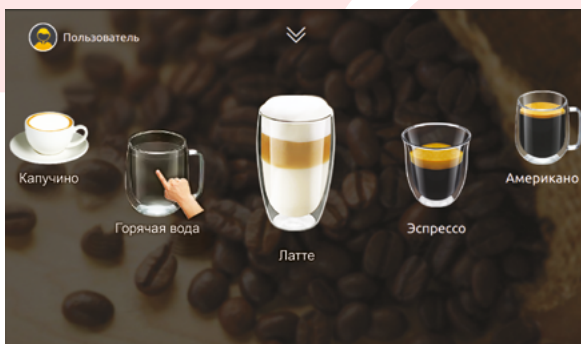 Пользователь
Капучино
Горячая вода
Латте
Эспрессо
Американо